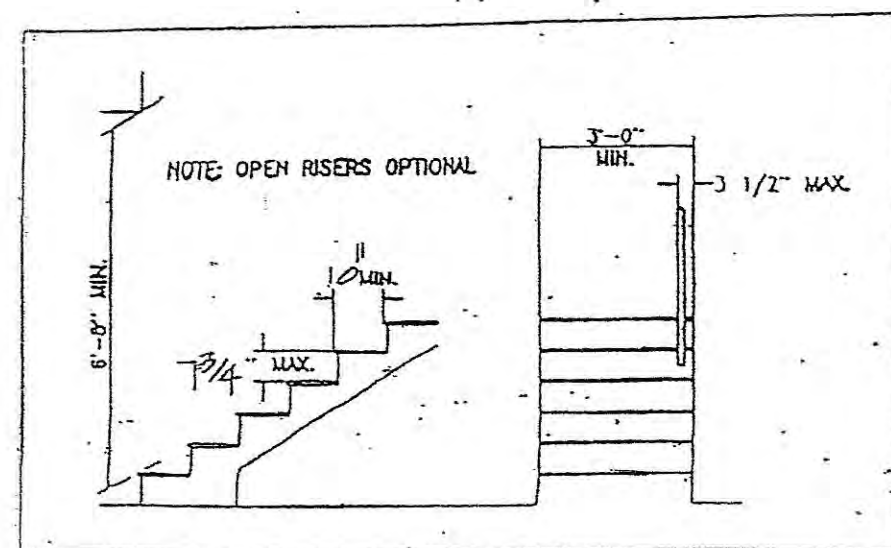 NOTE: OPEN RISERS OPTIONAL
3'-0"
MIN.
3 1/2" MAX.
10" MIN.
6'-8" MIN.
7 3/4" MAX.